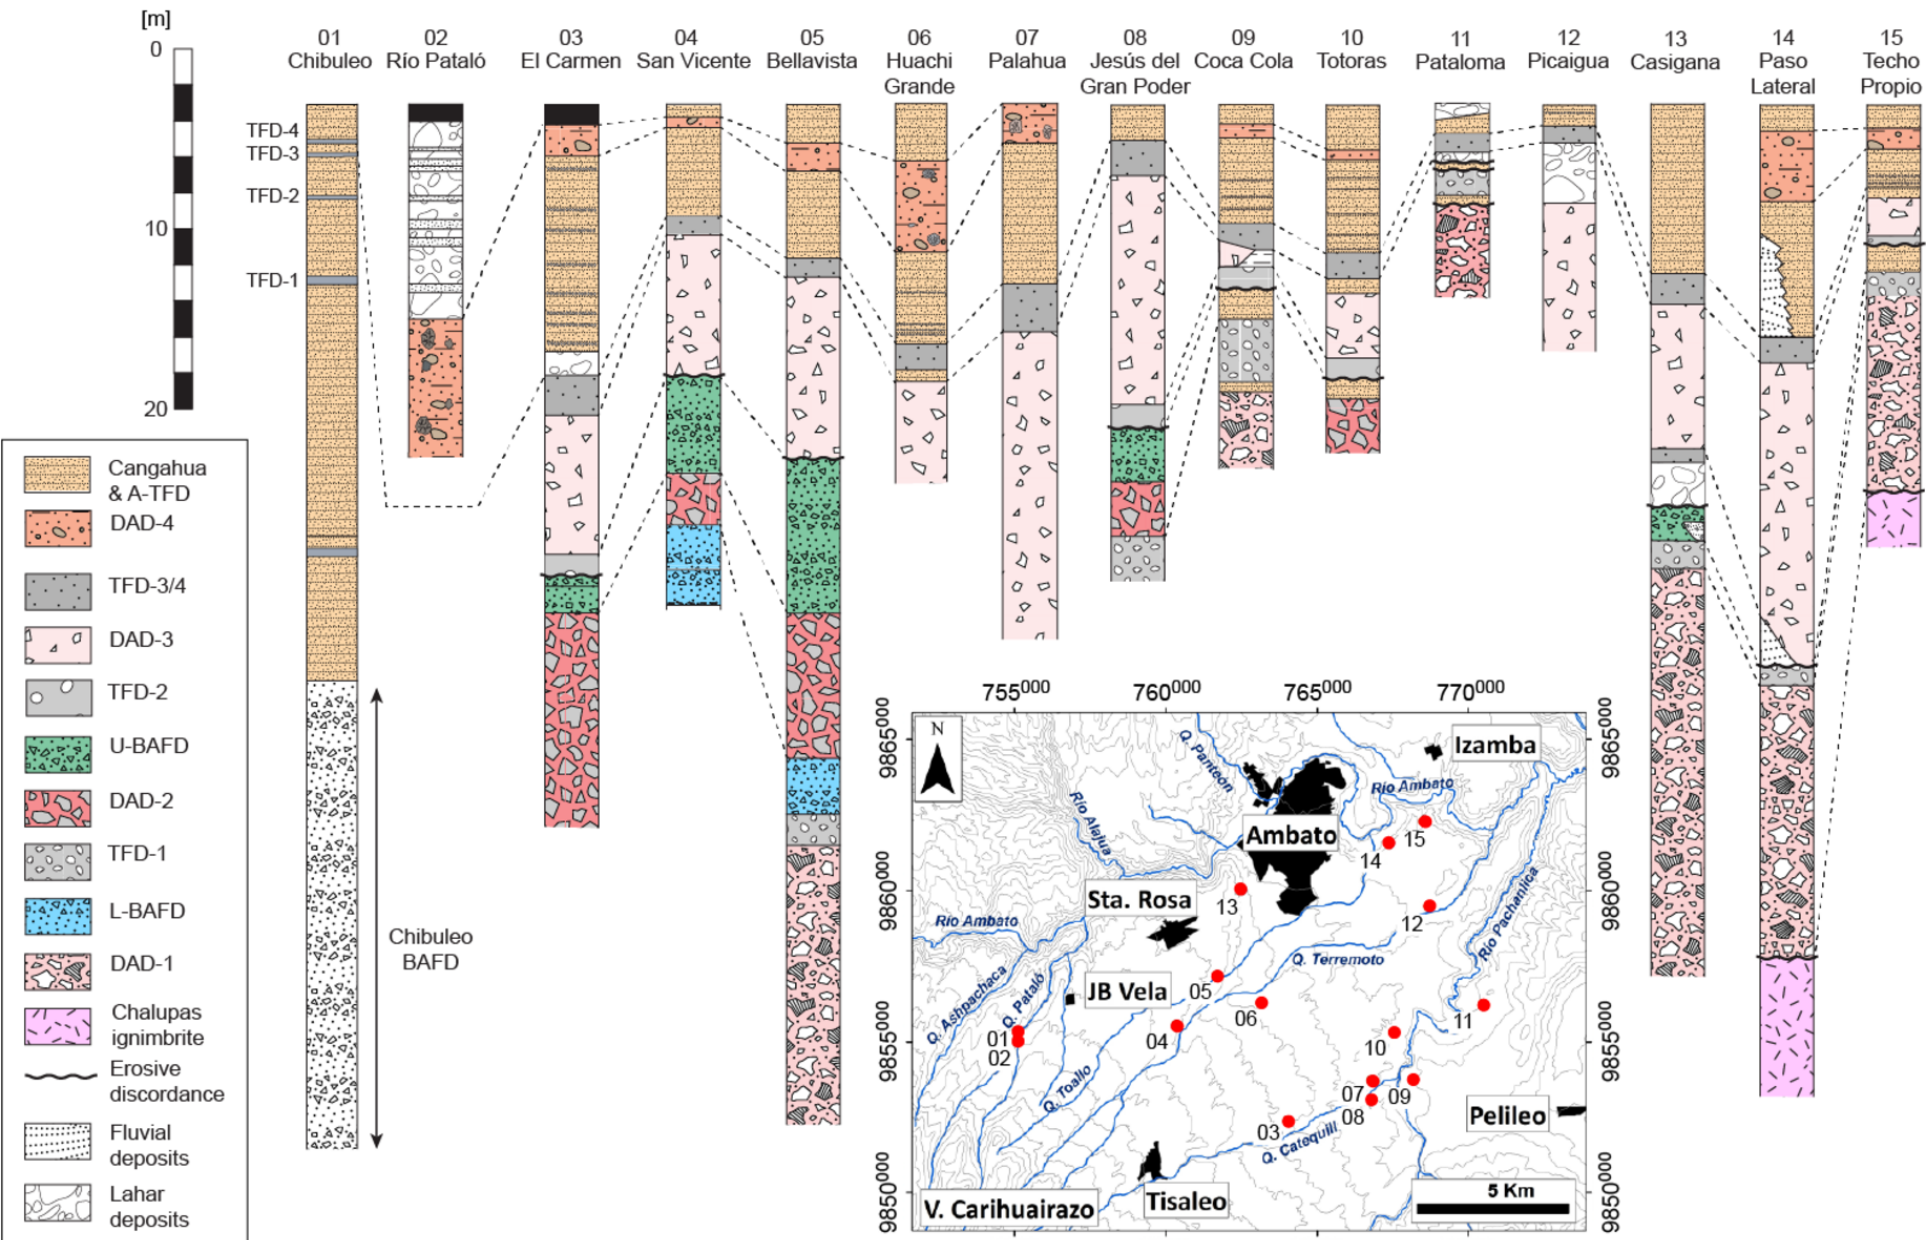 [m]
0
10
20
01
Chibuleo
02
Río Pataló
03
El Carmen
04
San Vicente
05
Bellavista
06
Huachi
Grande
07
Palahua
08
Jesús del
Gran Poder
09
Coca Cola
10
Totoras
11
Pataloma
12
Picaigua
13
Casigana
14
Paso
Lateral
15
Techo
Propio
TFD-4
TFD-3
TFD-2
TFD-1
Chibuleo
BAFD
Cangahua
& A-TFD
DAD-4
TFD-3/4
DAD-3
TFD-2
U-BAFD
DAD-2
TFD-1
L-BAFD
DAD-1
Chalupas
ignimbrite
Erosive
discordance
Fluvial
deposits
Lahar
deposits
755000
760000
765000
770000
9865000
9860000
9855000
9850000
9865000
9860000
9855000
9850000
N
Q. Panteón
Izamba
Río Ambato
Río Alajua
Ambato
15
14
13
Sta. Rosa
12
Río Ambato
Río Pachanlica
Q. Terremoto
Q. Ashpachaca
Q. Pataló
JB Vela
05
06
11
04
01
02
10
Q. Toallo
07
08
09
03
Pelileo
Q. Catequill
V. Carihuairazo
Tisaleo
5 Km